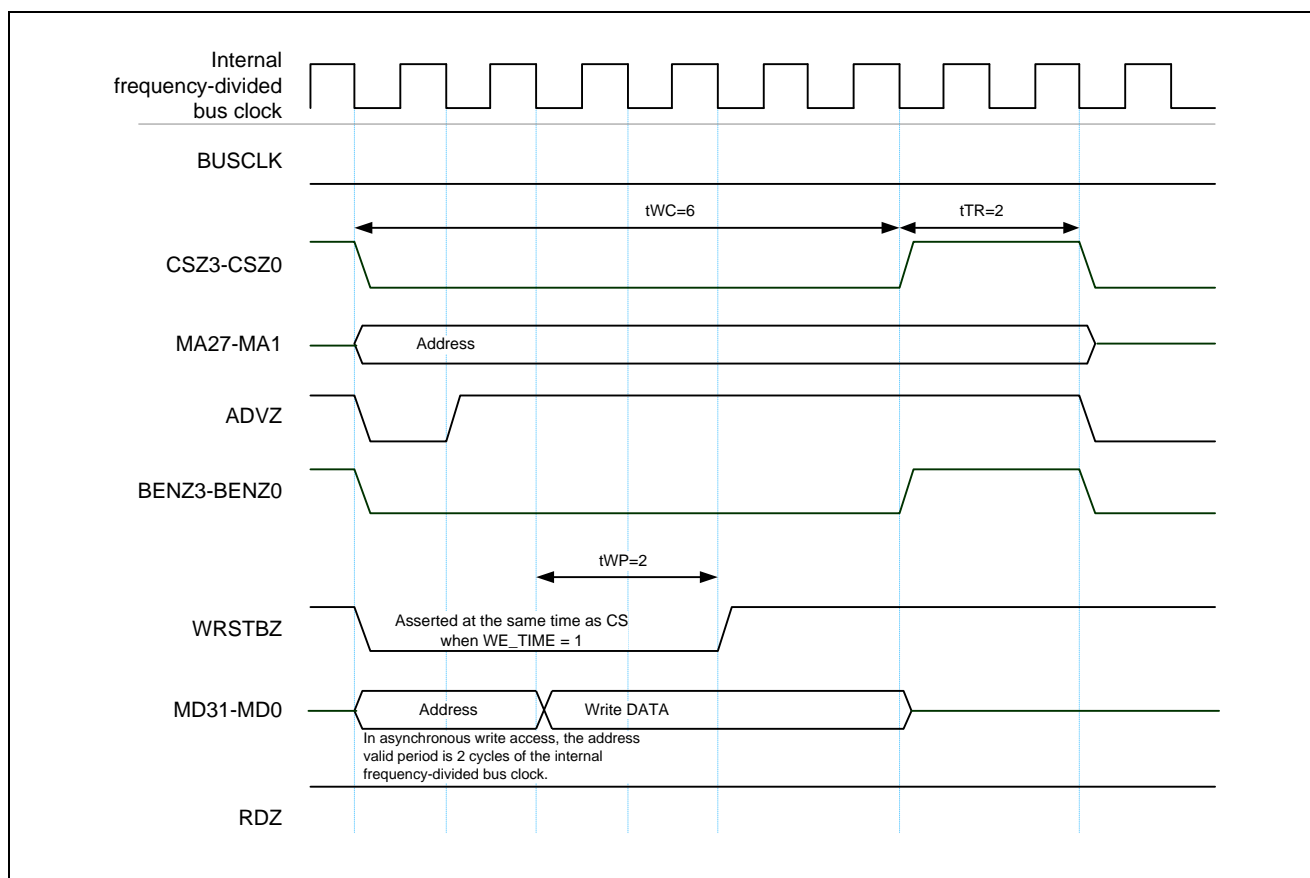 Internal
frequency-divided
bus clock
BUSCLK
tWC=6
tTR=2
CSZ3-CSZ0
MA27-MA1
Address
ADVZ
BENZ3-BENZ0
tWP=2
WRSTBZ
Asserted at the same time as CS
when WE_TIME = 1
MD31-MD0
Address
Write DATA
In asynchronous write access, the address
valid period is 2 cycles of the internal
frequency-divided bus clock.
RDZ